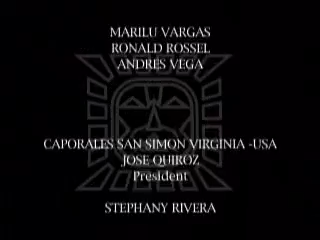 MARILU VARGAS
RONALD ROSSEL
ANDRES VEGA
CAPORALES SAN SIMON VIRGINIA -USA
JOSE QUIROZ
President
STEPHANY RIVERA